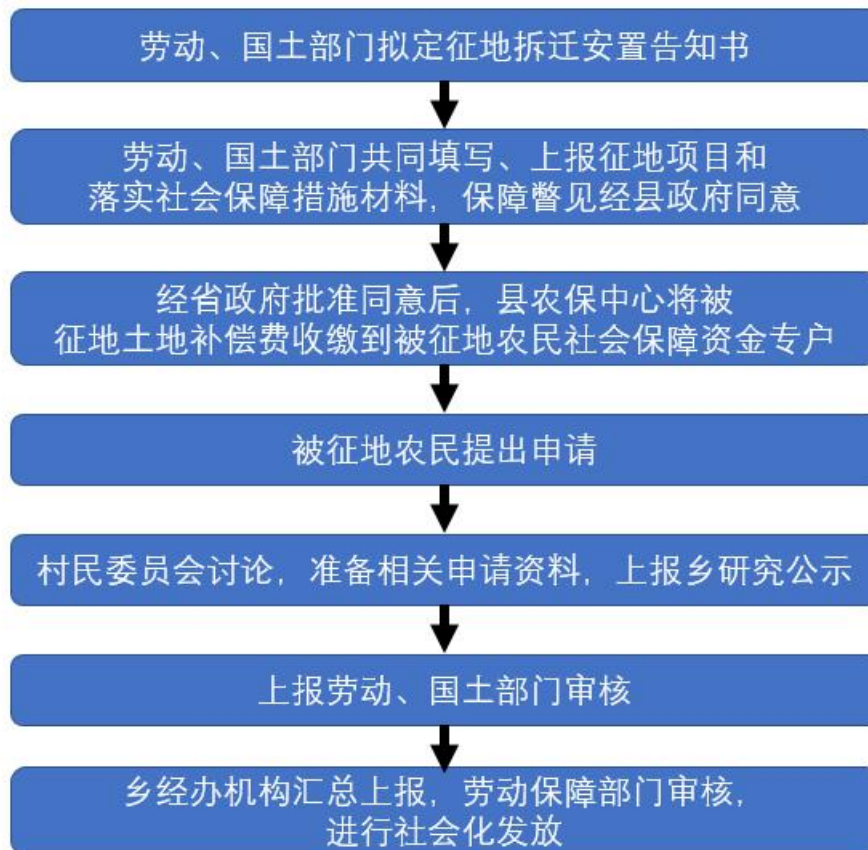 劳动、国土部门拟定征地拆迁安置告知书
劳动、国土部门共同填写、上报征地项目和
落实社会保障措施材料，保障瞥见经县政府同意
经省政府批准同意后，县农保中心将被
征地土地补偿费收缴到被征地农民社会保障资金专户
被征地农民提出申请
村民委员会讨论，准备相关申请资料，上报乡研究公示
上报劳动、国土部门审核
乡经办机构汇总上报，劳动保障部门审核，
进行社会化发放